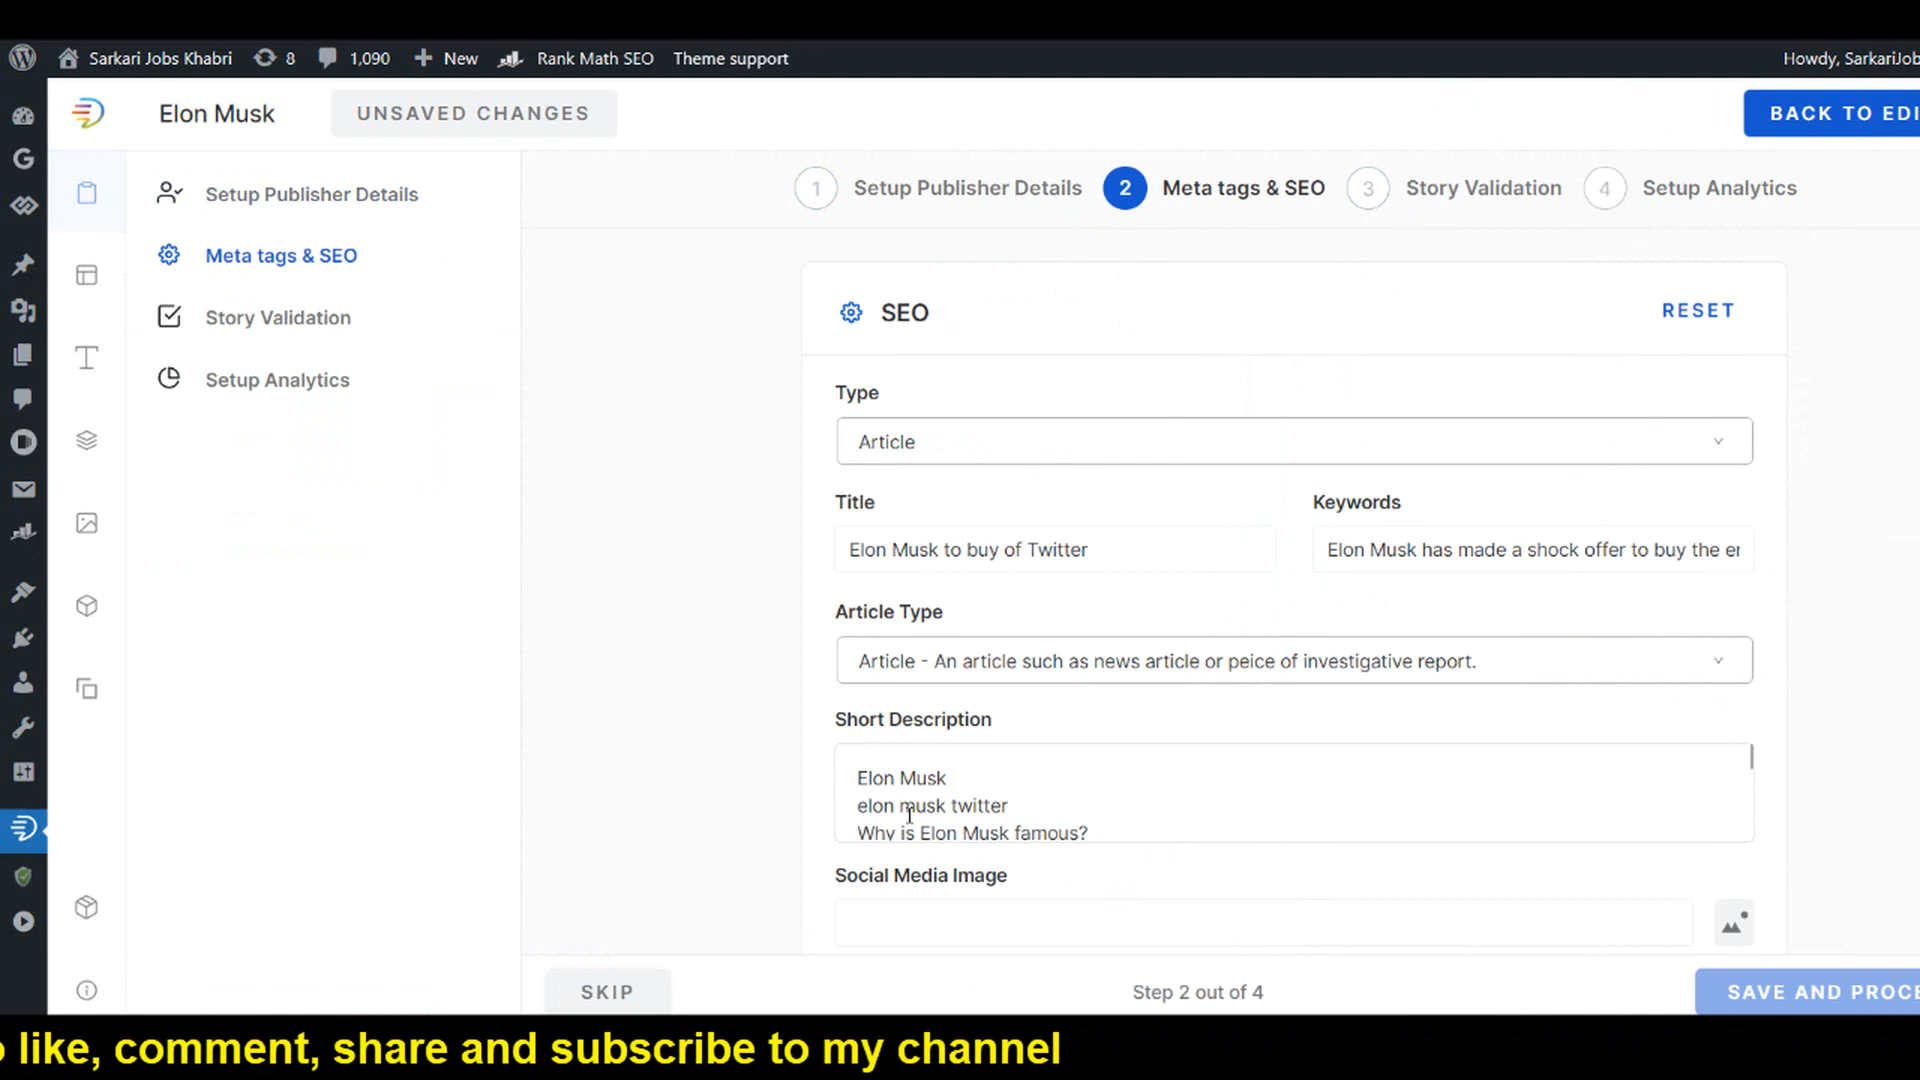 Sarkari Jobs Khabri 8 1,090 New Rank Math SEO Theme support Howdy, SarkariJob
Elon Musk UNSAVED CHANGES BACK TO EDI
Setup Publisher Details
Meta tags & SEO
Story Validation
Setup Analytics
1 Setup Publisher Details 2 Meta tags & SEO 3 Story Validation 4 Setup Analytics
SEO RESET
Type
Article
Title Keywords
Elon Musk to buy of Twitter Elon Musk has made a shock offer to buy the er
Article Type
Article - An article such as news article or peice of investigative report.
Short Description
Elon Musk
elon musk twitter
Why is Elon Musk famous?
Social Media Image
SKIP Step 2 out of 4 SAVE AND PROCE
o like, comment, share and subscribe to my channel